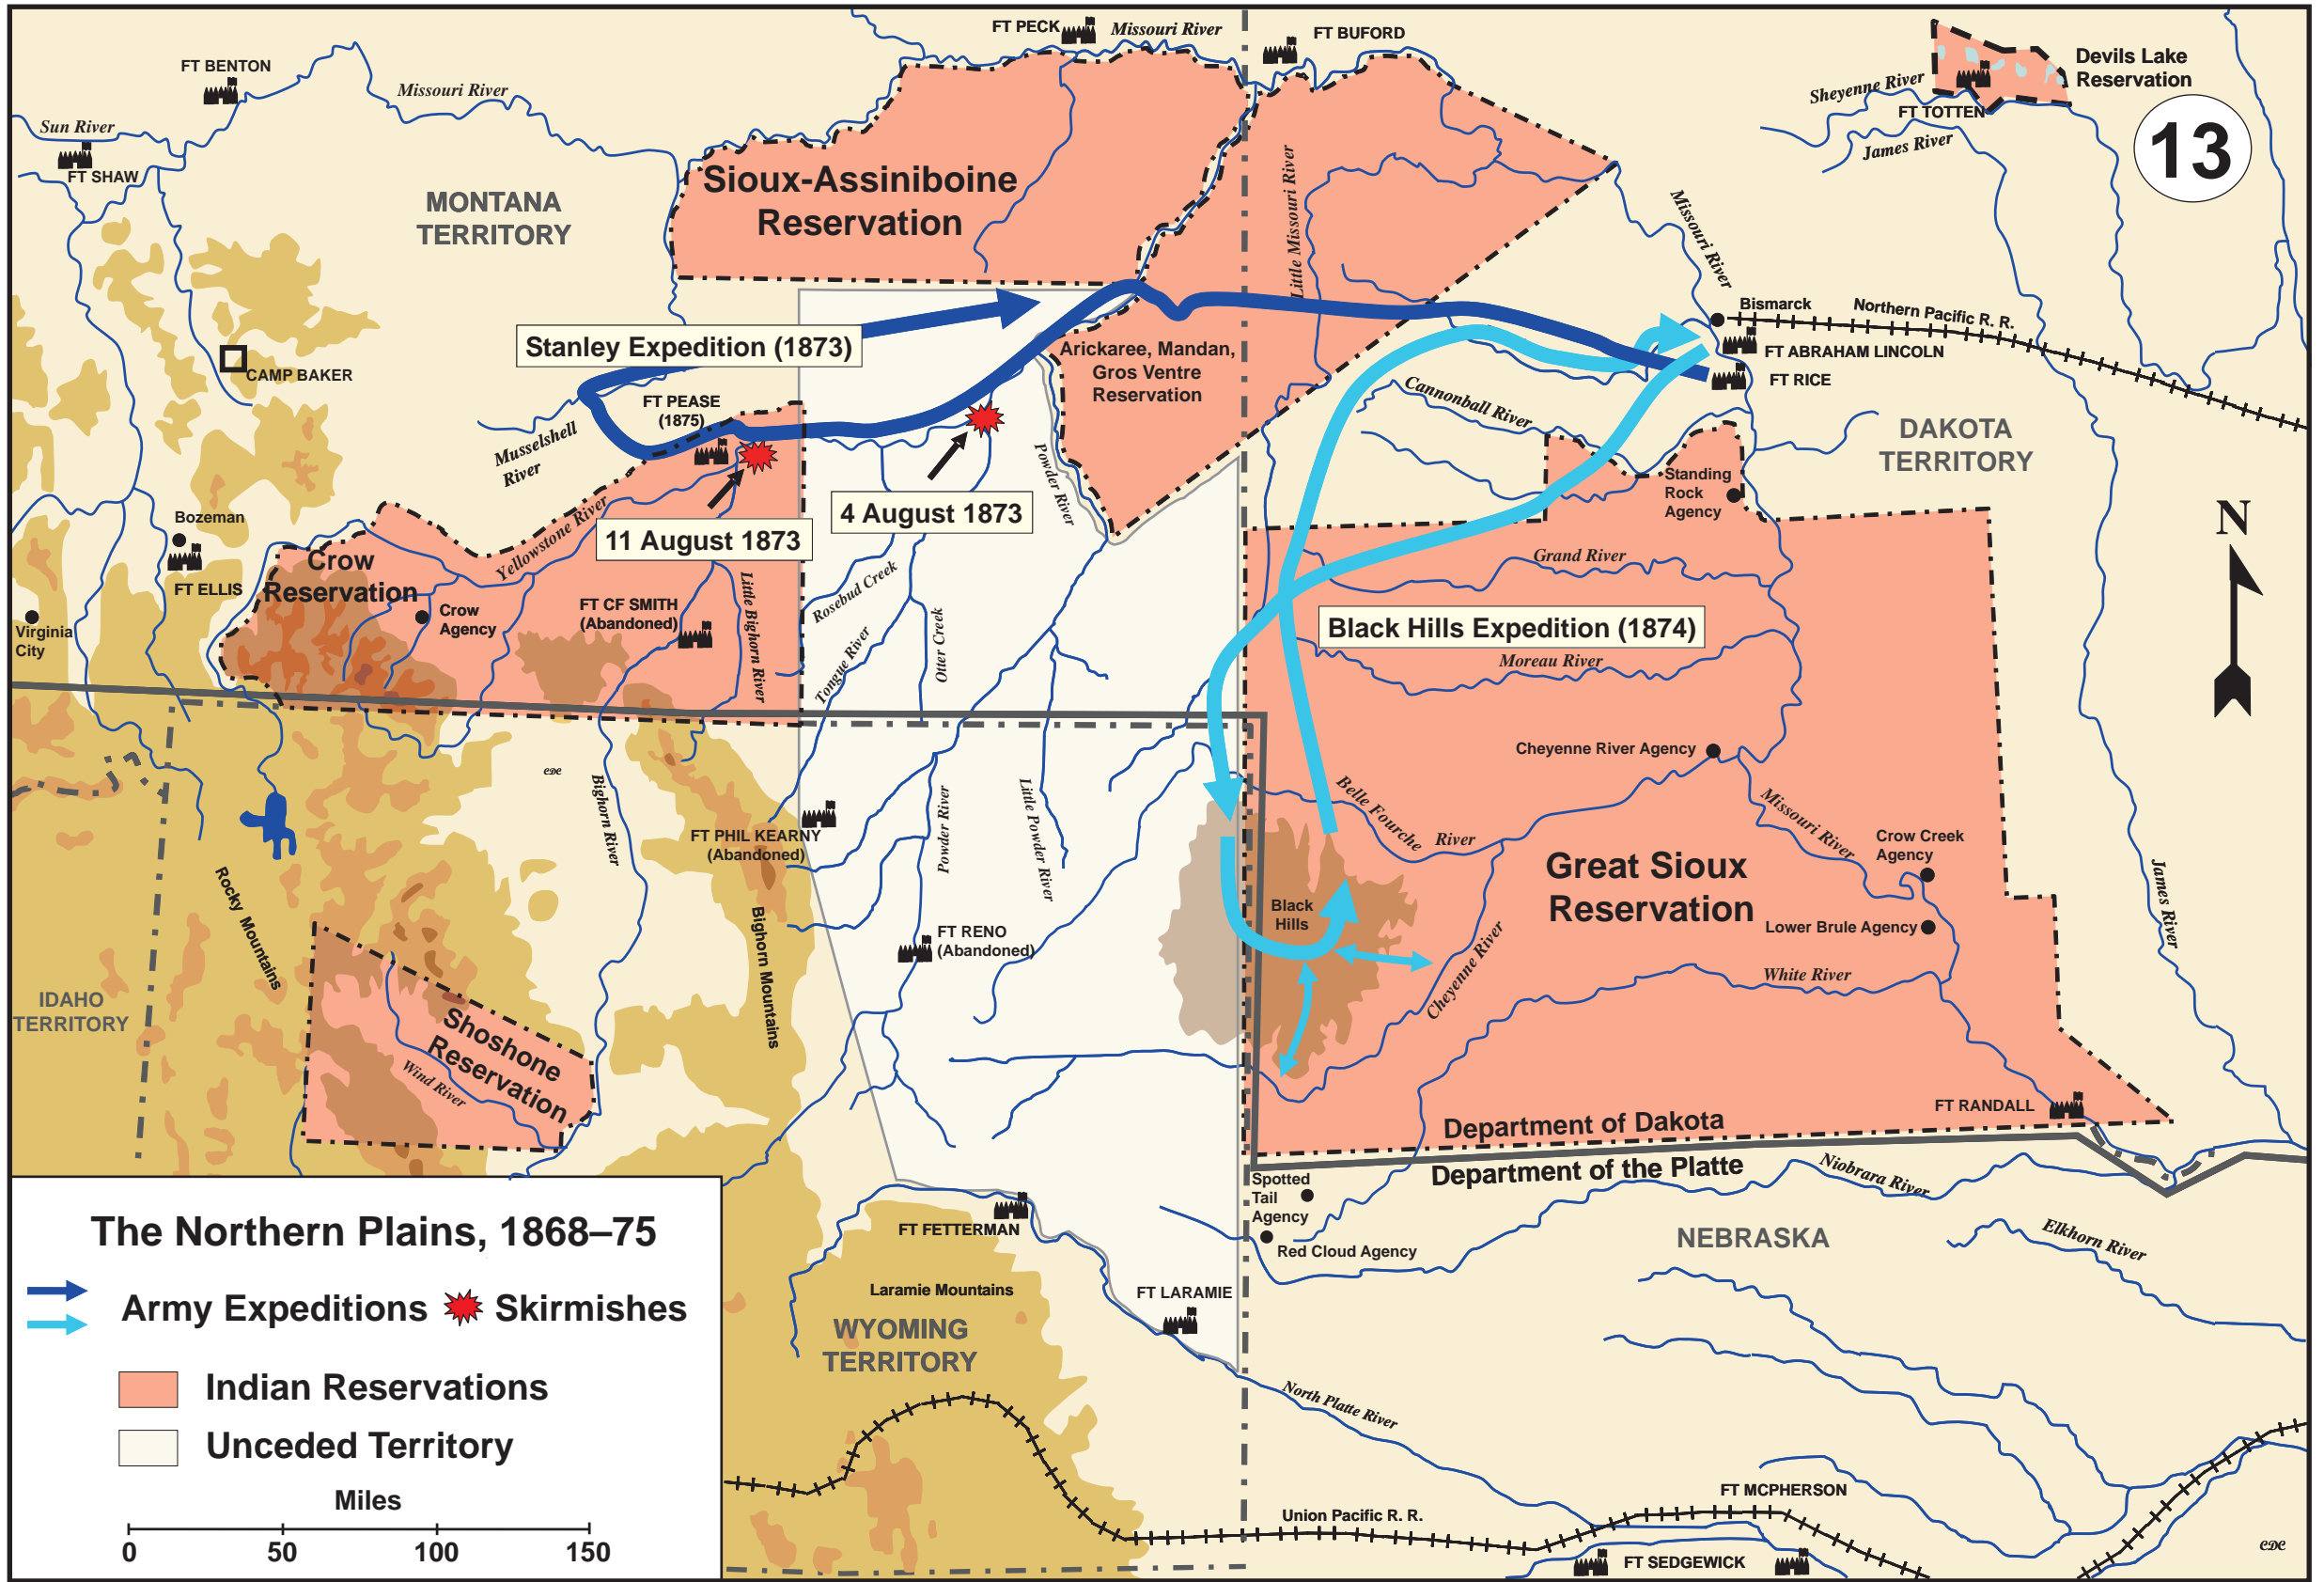 FT PECK
Missouri River
FT BUFORD
Devils Lake
Reservation
FT BENTON
Missouri River
Sheyenne River
FT TOTTEN
James River
13
Sun River
FT SHAW
MONTANA
TERRITORY
Sioux-Assiniboine
Reservation
Little Missouri River
Missouri River
Bismarck
Northern Pacific R. R.
FT ABRAHAM LINCOLN
FT RICE
Stanley Expedition (1873)
Arickaree, Mandan,
Gros Ventre
Reservation
CAMP BAKER
FT PEASE
(1875)
Musselshell
River
Cannonball River
DAKOTA
TERRITORY
Powder River
Standing
Rock
Agency
4 August 1873
11 August 1873
N
Bozeman
FT ELLIS
Yellowstone River
Crow
Reservation
Crow
Agency
FT CF SMITH
(Abandoned)
Little Bighorn River
Rosebud Creek
Tongue River
Otter Creek
Grand River
Black Hills Expedition (1874)
Moreau River
Virginia
City
Cheyenne River Agency
cde
Bighorn River
FT PHIL KEARNY
(Abandoned)
Powder River
Little Powder River
Belle Fourche
River
Missouri River
Crow Creek
Agency
Great Sioux
Reservation
Lower Brule Agency
James River
Rocky Mountains
Bighorn Mountains
FT RENO
(Abandoned)
Black
Hills
Cheyenne River
White River
IDAHO
TERRITORY
Shoshone
Reservation
Wind River
FT RANDALL
Department of Dakota
Department of the Platte
Niobrara River
Spotted
Tail
Agency
Red Cloud Agency
NEBRASKA
Elkhorn River
FT FETTERMAN
Laramie Mountains
FT LARAMIE
WYOMING
TERRITORY
North Platte River
Union Pacific R. R.
FT MCPHERSON
FT SEDGEWICK
cde
The Northern Plains, 1868–75
Army Expeditions
Skirmishes
Indian Reservations
Unceded Territory
Miles
0 50 100 150